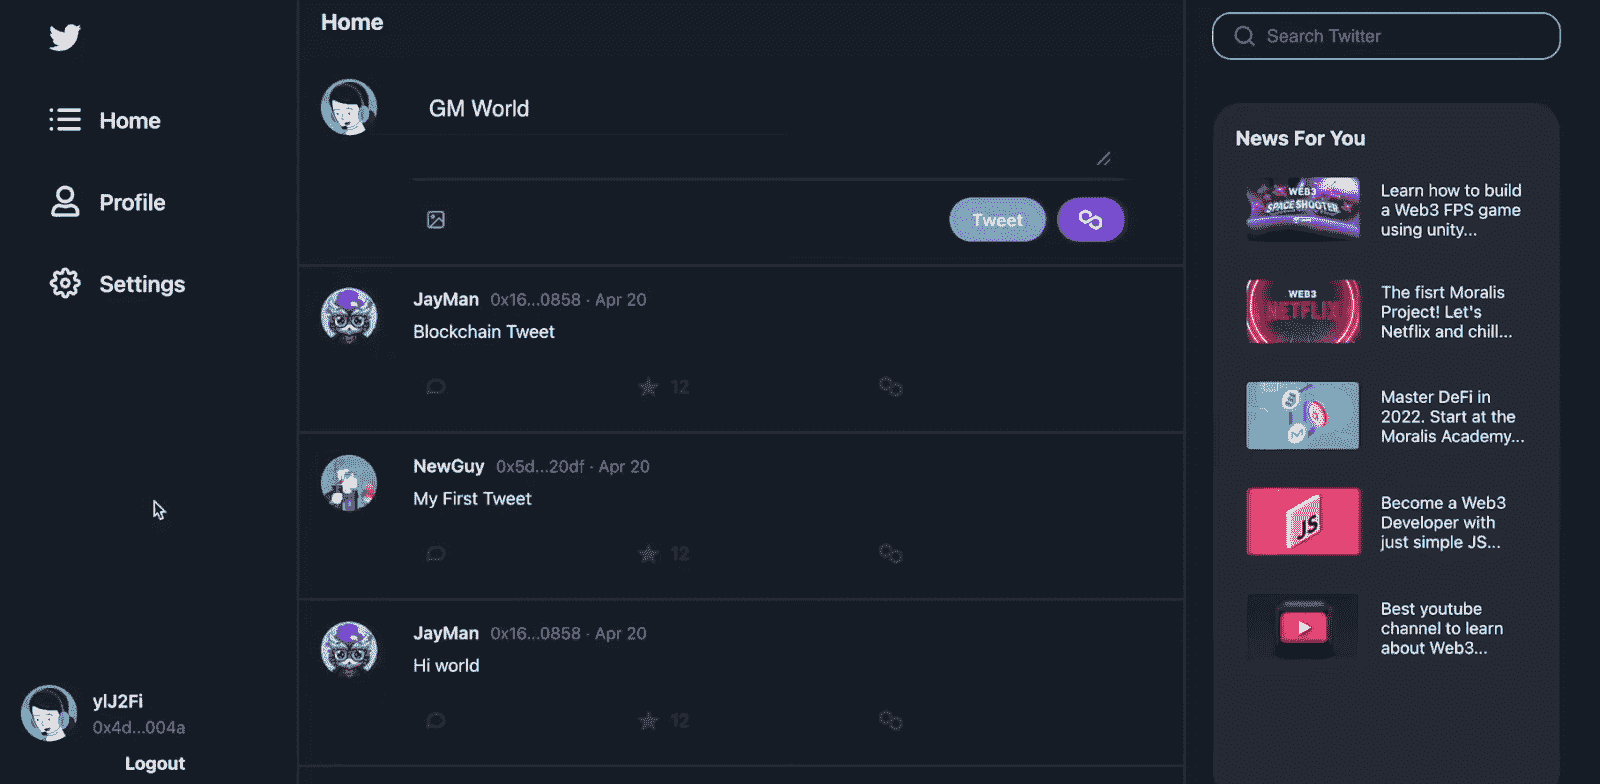 Home
Profile
Settings
ylJ2Fi
0x4d...004a
Logout
Home
GM World
Tweet
JayMan 0x16...0858 · Apr 20
Blockchain Tweet
12
NewGuy 0x5d...20df · Apr 20
My First Tweet
12
JayMan 0x16...0858 · Apr 20
Hi world
12
Search Twitter
News For You
WEB3
SPACE SHOOTER
Learn how to build
a Web3 FPS game
using unity...
WEB3
NETFLIX
The fisrt Moralis
Project! Let's
Netflix and chill...
Master DeFi in
2022. Start at the
Moralis Academy...
JS
Become a Web3
Developer with
just simple JS...
Best youtube
channel to learn
about Web3...